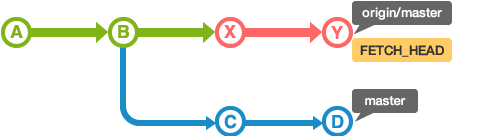 origin/master
A B X Y
FETCH_HEAD
master
C D